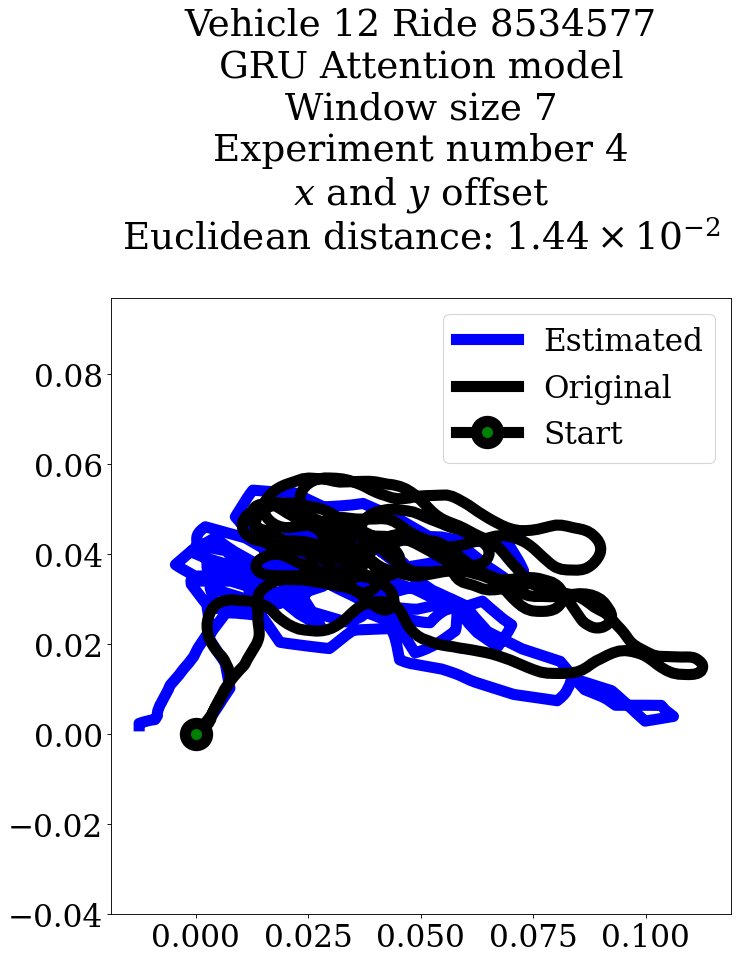 Vehicle 12 Ride 8534577
GRU Attention model
Window size 7
Experiment number 4
x and y offset
Euclidean distance: 1.44 × 10⁻²
Estimated
Original
Start
0.08
0.06
0.04
0.02
0.00
−0.02
−0.04
0.000 0.025 0.050 0.075 0.100